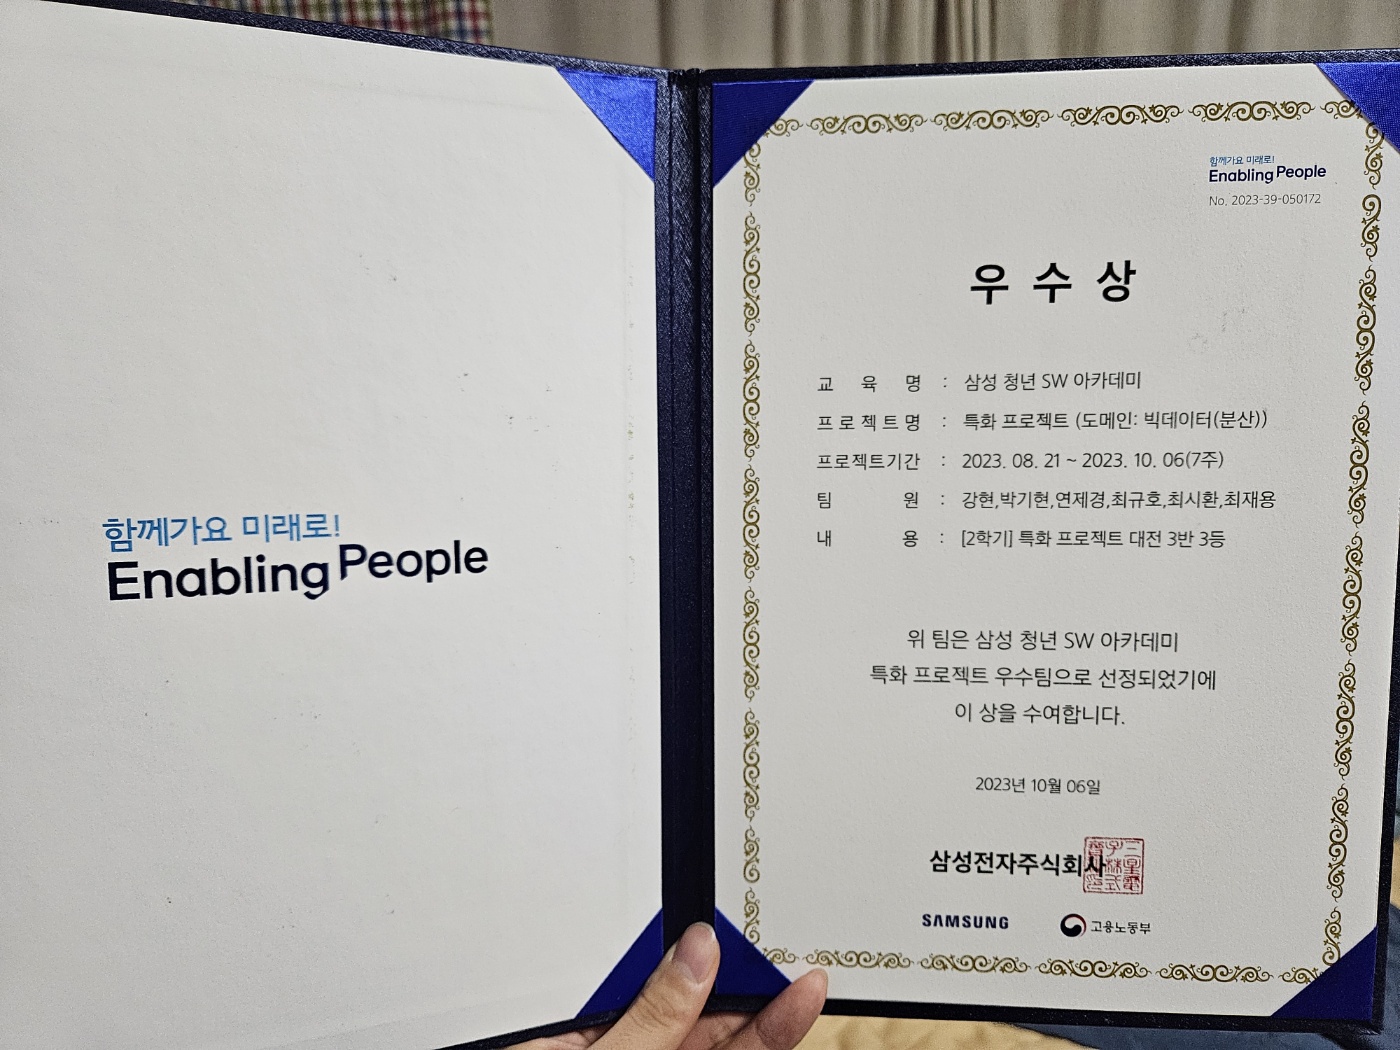 함께가요 미래로!
Enabling People
함께가요 미래로!
Enabling People
No. 2023-39-050172
우수상
교육명 : 삼성 청년 SW 아카데미
프로젝트명 : 특화 프로젝트 (도메인: 빅데이터(분산))
프로젝트기간 : 2023. 08. 21 ~ 2023. 10. 06(7주)
팀원 : 강현,박기현,연제경,최규호,최시환,최재용
내용 : [2학기] 특화 프로젝트 대전 3반 3등
위 팀은 삼성 청년 SW 아카데미
특화 프로젝트 우수팀으로 선정되었기에
이 상을 수여합니다.
2023년 10월 06일
삼성전자주식회사
SAMSUNG 고용노동부